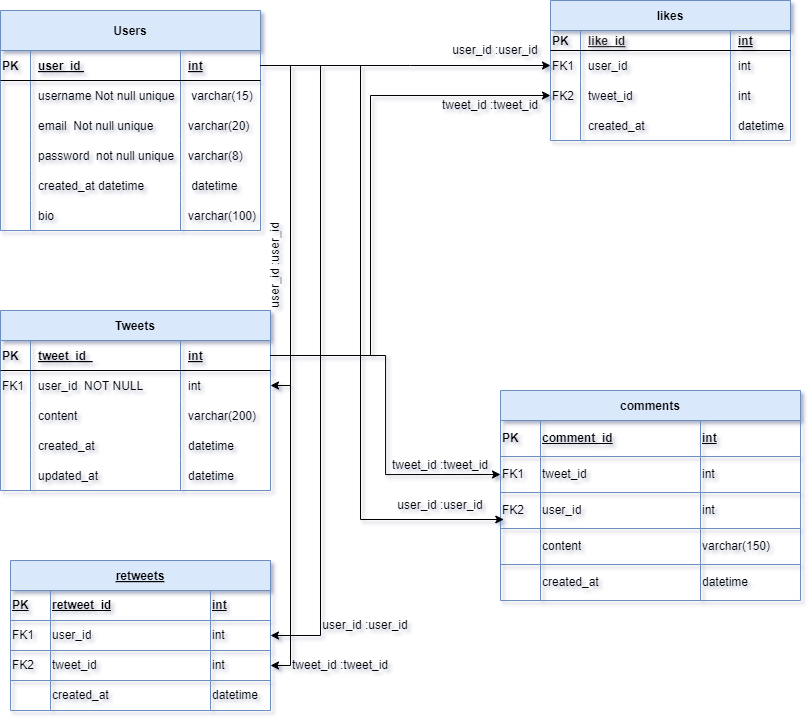 Users
PK user_id int
username Not null unique varchar(15)
email Not null unique varchar(20)
password not null unique varchar(8)
created_at datetime datetime
bio varchar(100)
likes
PK like_id int
FK1 user_id int
FK2 tweet_id int
created_at datetime
user_id :user_id
tweet_id :tweet_id
user_id :user_id
Tweets
PK tweet_id int
FK1 user_id NOT NULL int
content varchar(200)
created_at datetime
updated_at datetime
comments
PK comment_id int
FK1 tweet_id int
FK2 user_id int
content varchar(150)
created_at datetime
tweet_id :tweet_id
user_id :user_id
retweets
PK retweet_id int
FK1 user_id int
FK2 tweet_id int
created_at datetime
user_id :user_id
tweet_id :tweet_id